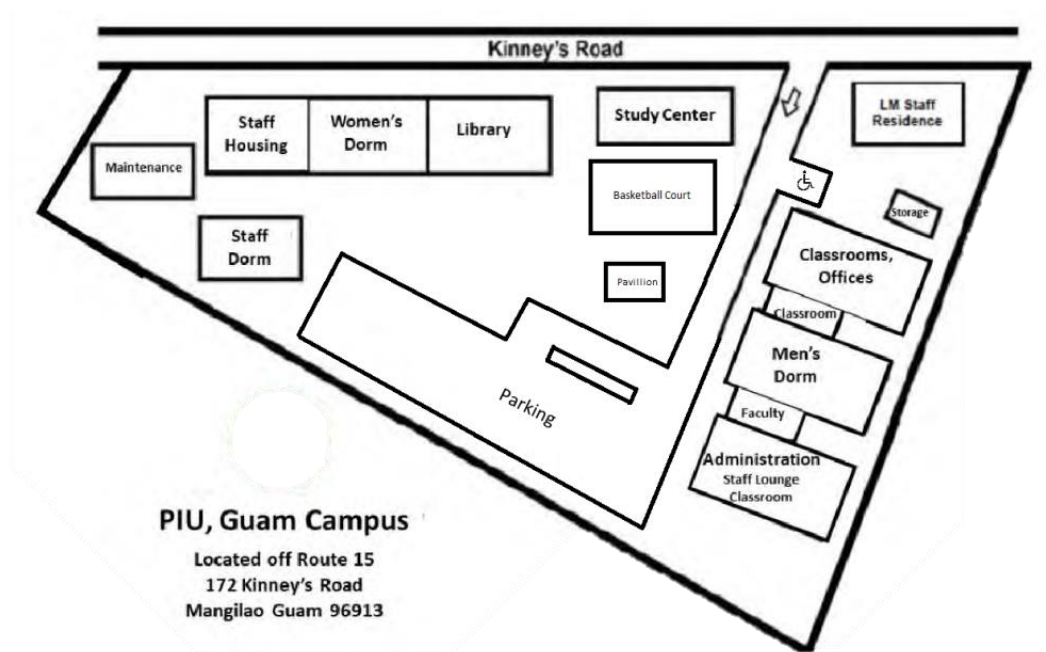 Kinney's Road
LM Staff
Residence
Study Center
Staff
Housing
Women's
Dorm
Library
Maintenance
Basketball Court
Storage
Staff
Dorm
Classrooms,
Offices
Pavillion
Classroom
Men's
Dorm
Parking
Faculty
Administration
Staff Lounge
Classroom
PIU, Guam Campus
Located off Route 15
172 Kinney's Road
Mangilao Guam 96913